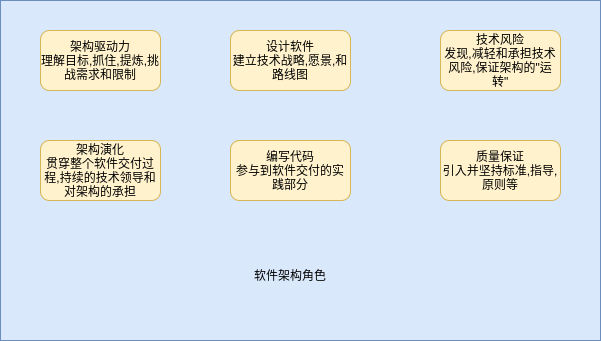 架构驱动力
理解目标,抓住,提炼,挑
战需求和限制
设计软件
建立技术战略,愿景,和
路线图
技术风险
发现,减轻和承担技术
风险,保证架构的"运
转"
架构演化
贯穿整个软件交付过
程,持续的技术领导和
对架构的承担
编写代码
参与到软件交付的实
践部分
质量保证
引入并坚持标准,指导,
原则等
软件架构角色